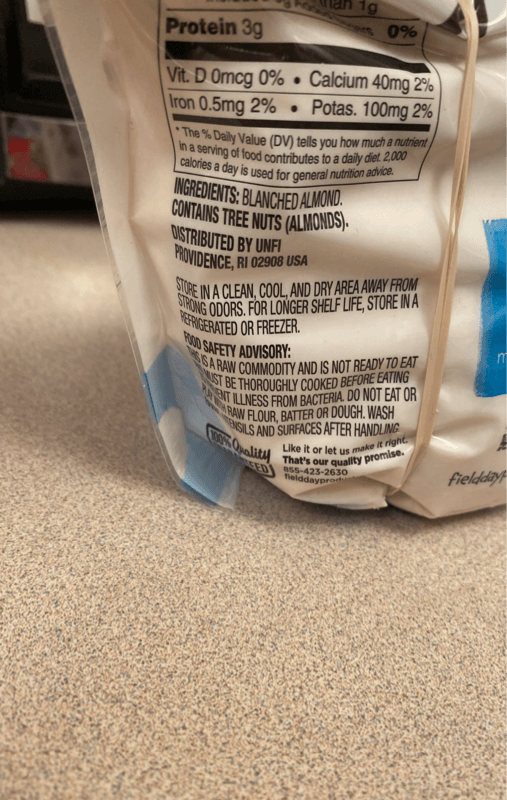 than 1g
Protein 3g 0%
Vit. D 0mcg 0% • Calcium 40mg 2%
Iron 0.5mg 2% • Potas. 100mg 2%
* The % Daily Value (DV) tells you how much a nutrient
in a serving of food contributes to a daily diet. 2,000
calories a day is used for general nutrition advice.
INGREDIENTS: BLANCHED ALMOND.
CONTAINS TREE NUTS (ALMONDS).
DISTRIBUTED BY UNFI
PROVIDENCE, RI 02908 USA
STORE IN A CLEAN, COOL, AND DRY AREA AWAY FROM
STRONG ODORS. FOR LONGER SHELF LIFE, STORE IN A
REFRIGERATED OR FREEZER.
FOOD SAFETY ADVISORY:
IS A RAW COMMODITY AND IS NOT READY TO EAT
MUST BE THOROUGHLY COOKED BEFORE EATING
ILLNESS FROM BACTERIA. DO NOT EAT OR
RAW FLOUR, BATTER OR DOUGH. WASH
AND SURFACES AFTER HANDLING
100% Quality
Like it or let us make it right.
That's our quality promise.
855-423-2630